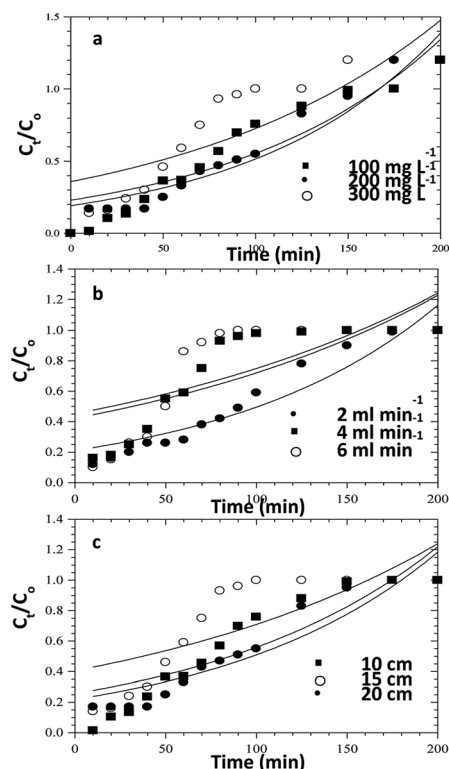 1.5
a
1.0
0.5
0.0
0 50 100 150 200
Ct/Co
100 mg L-1
200 mg L-1
300 mg L-1
Time (min)
1.4
b
1.2
1.0
0.8
0.6
0.4
0.2
0.0
0 50 100 150 200
Ct/Co
2 ml min-1
4 ml min-1
6 ml min-1
Time (min)
1.4
c
1.2
1.0
0.8
0.6
0.4
0.2
0.0
0 50 100 150 200
Ct/Co
10 cm
15 cm
20 cm
Time (min)